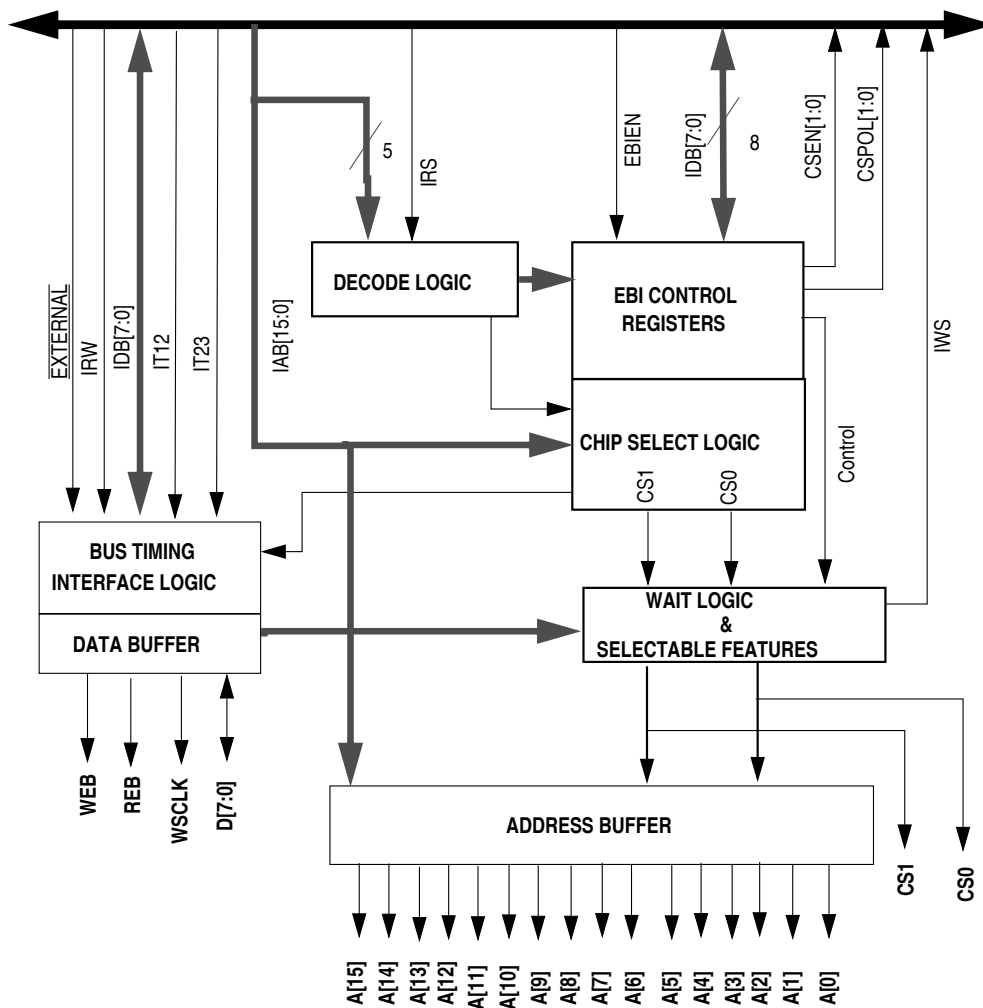 EXTERNAL
IRW
IDB[7:0]
IT12
IT23
IAB[15:0]
5
IRS
EBIEN
IDB[7:0]
8
CSEN[1:0]
CSPOL[1:0]
IWS
DECODE LOGIC
EBI CONTROL
REGISTERS
CHIP SELECT LOGIC
CS1
CS0
Control
BUS TIMING
INTERFACE LOGIC
DATA BUFFER
WAIT LOGIC
&
SELECTABLE FEATURES
WEB
REB
WSCLK
D[7:0]
ADDRESS BUFFER
CS1
CS0
A[15]
A[14]
A[13]
A[12]
A[11]
A[10]
A[9]
A[8]
A[7]
A[6]
A[5]
A[4]
A[3]
A[2]
A[1]
A[0]